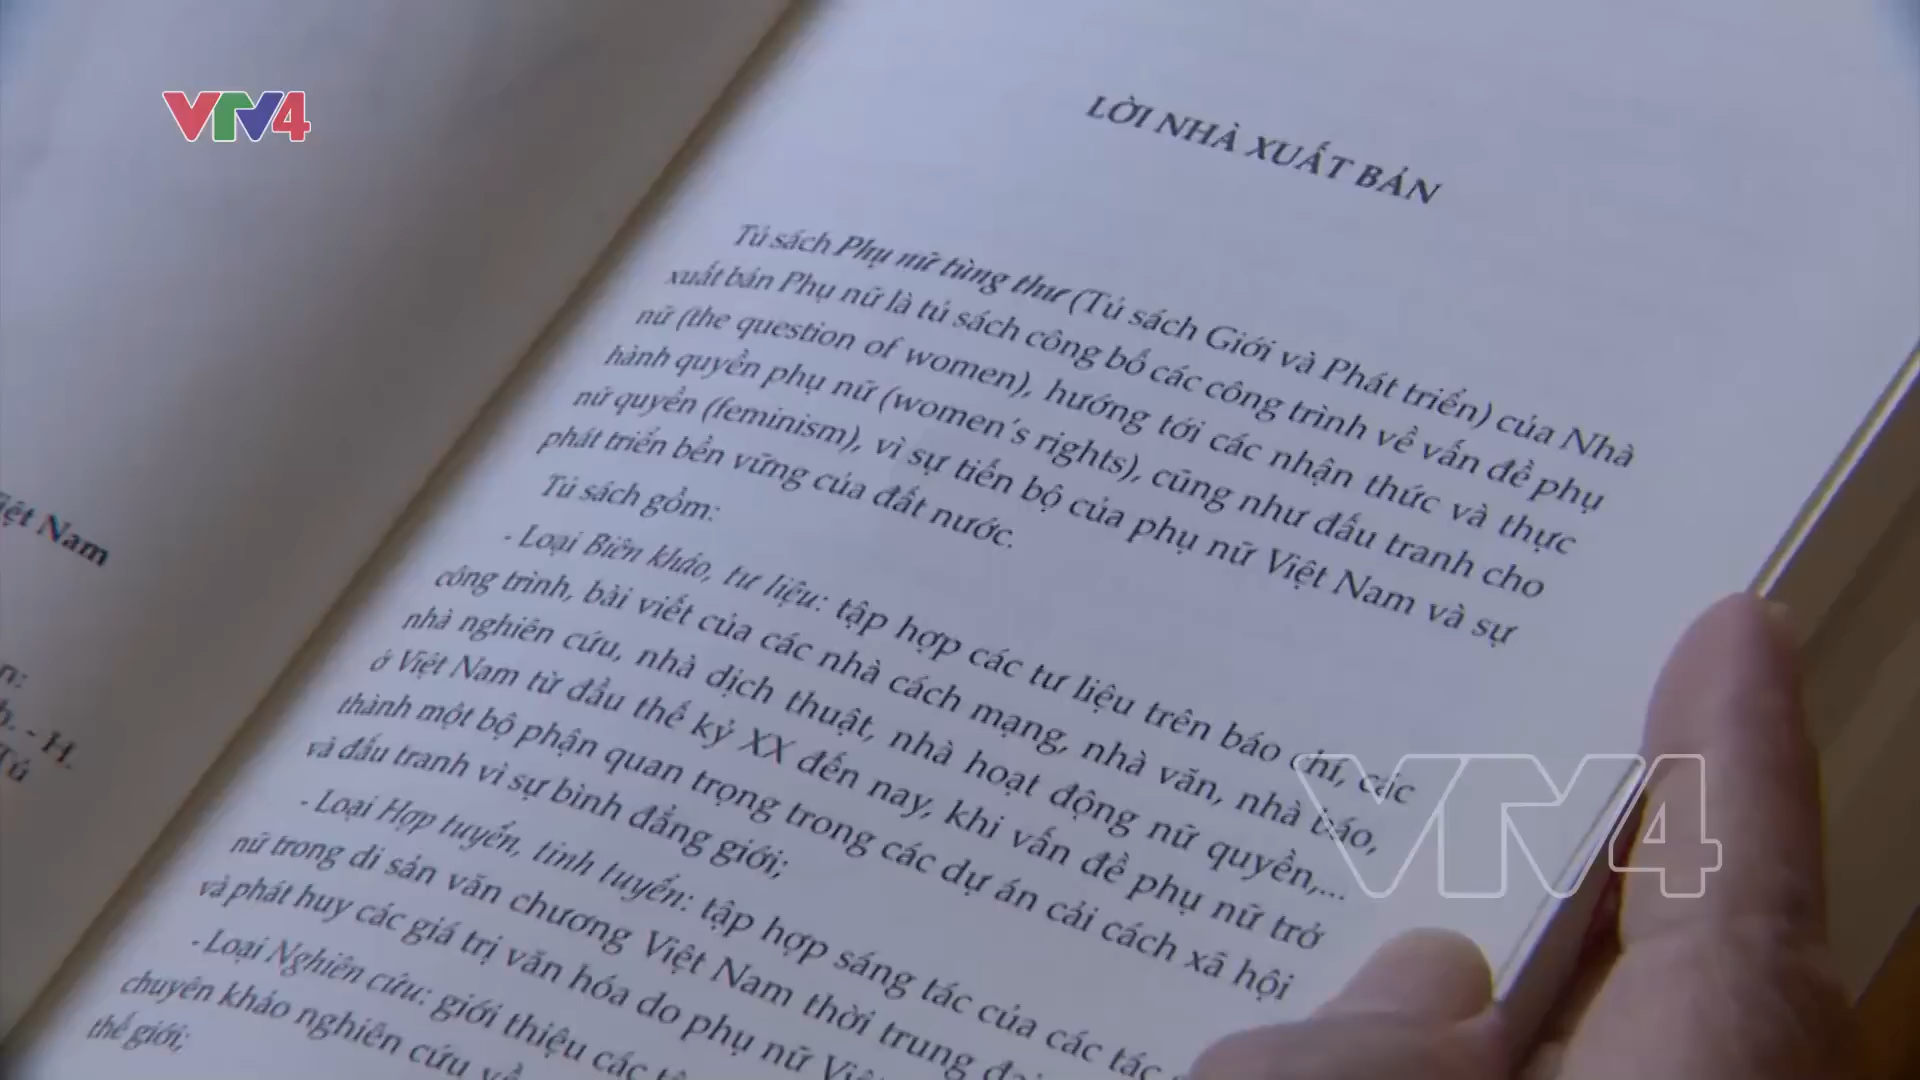 VTV4
iệt Nam
n:
. - H.
Tủ
LỜI NHÀ XUẤT BẢN
Tủ sách Phụ nữ tùng thư (Tủ sách Giới và Phát triển) của Nhà
xuất bản Phụ nữ là tủ sách công bố các công trình về vấn đề phụ
nữ (the question of women), hướng tới các nhận thức và thực
hành quyền phụ nữ (women's rights), cũng như đấu tranh cho
nữ quyền (feminism), vì sự tiến bộ của phụ nữ Việt Nam và sự
phát triển bền vững của đất nước.
Tủ sách gồm:
- Loại Biên khảo, tư liệu: tập hợp các tư liệu trên báo chí, các
công trình, bài viết của các nhà cách mạng, nhà văn, nhà báo,
nhà nghiên cứu, nhà dịch thuật, nhà hoạt động nữ quyền,...
ở Việt Nam từ đầu thế kỷ XX đến nay, khi vấn đề phụ nữ trở
thành một bộ phận quan trọng trong các dự án cải cách xã hội
và đấu tranh vì sự bình đẳng giới;
- Loại Hợp tuyển, tinh tuyển: tập hợp sáng tác của các tác
nữ trong di sản văn chương Việt Nam thời trung đại
và phát huy các giá trị văn hóa do phụ nữ Việ
- Loại Nghiên cứu: giới thiệu các
chuyên khảo nghiên cứu về
thế giới;
VTV4